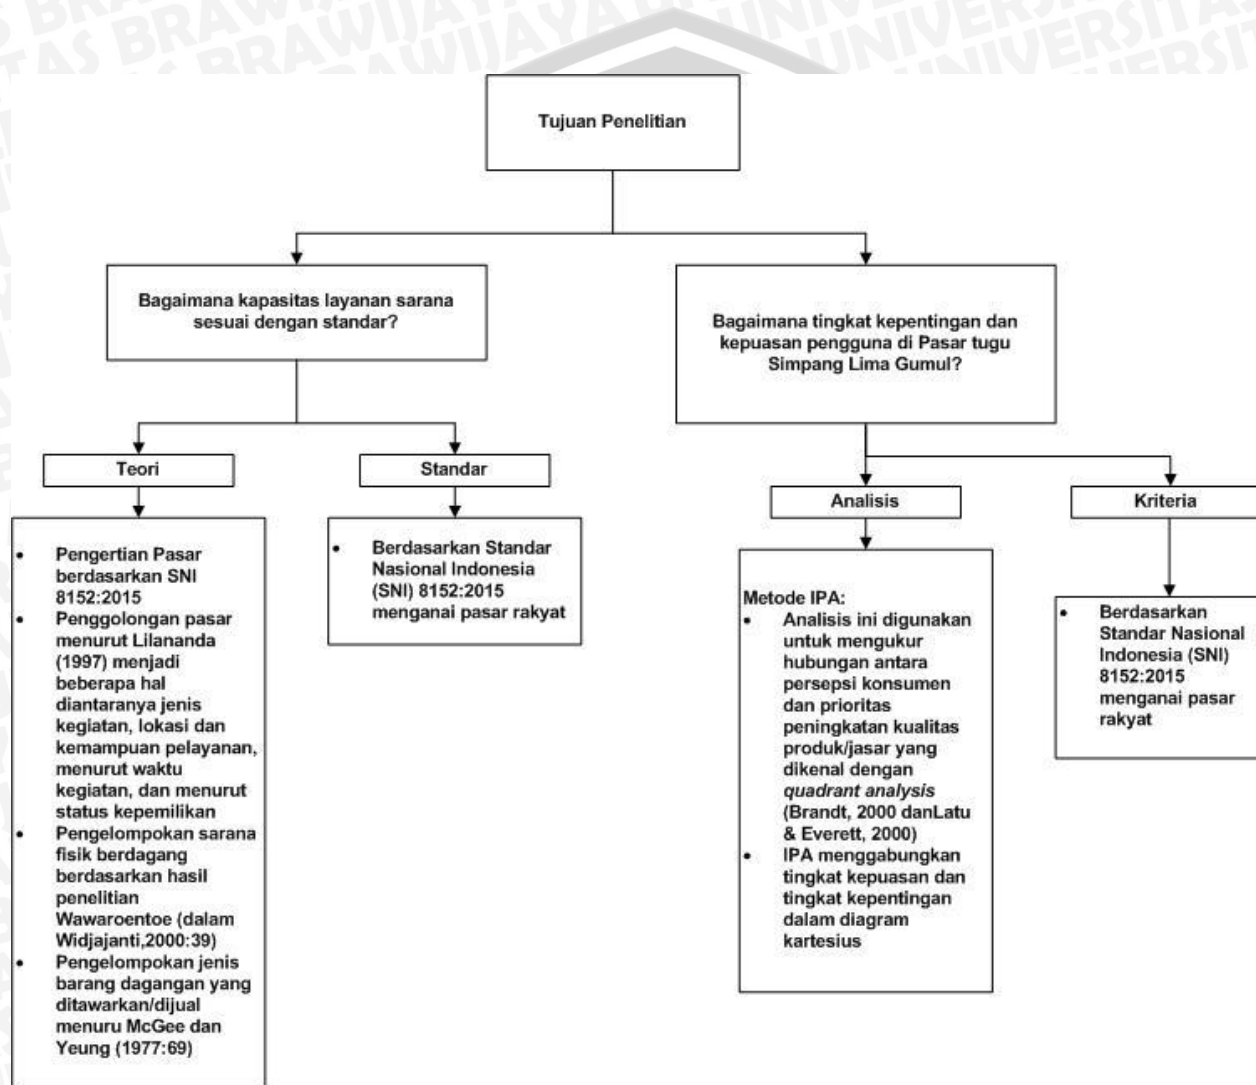 Tujuan Penelitian
Bagaimana kapasitas layanan sarana
sesuai dengan standar?
Bagaimana tingkat kepentingan dan
kepuasan pengguna di Pasar tugu
Simpang Lima Gumul?
Teori
Standar
Analisis
Kriteria
• Pengertian Pasar
berdasarkan SNI
8152:2015
• Penggolongan pasar
menurut Lilananda
(1997) menjadi
beberapa hal
diantaranya jenis
kegiatan, lokasi dan
kemampuan pelayanan,
menurut waktu
kegiatan, dan menurut
status kepemilikan
• Pengelompokan sarana
fisik berdagang
berdasarkan hasil
penelitian
Wawaroentoe (dalam
Widjajanti,2000:39)
• Pengelompokan jenis
barang dagangan yang
ditawarkan/dijual
menuru McGee dan
Yeung (1977:69)
• Berdasarkan Standar
Nasional Indonesia
(SNI) 8152:2015
menganai pasar rakyat
Metode IPA:
• Analisis ini digunakan
untuk mengukur
hubungan antara
persepsi konsumen
dan prioritas
peningkatan kualitas
produk/jasar yang
dikenal dengan
quadrant analysis
(Brandt, 2000 danLatu
& Everett, 2000)
• IPA menggabungkan
tingkat kepuasan dan
tingkat kepentingan
dalam diagram
kartesius
• Berdasarkan
Standar Nasional
Indonesia (SNI)
8152:2015
menganai pasar
rakyat